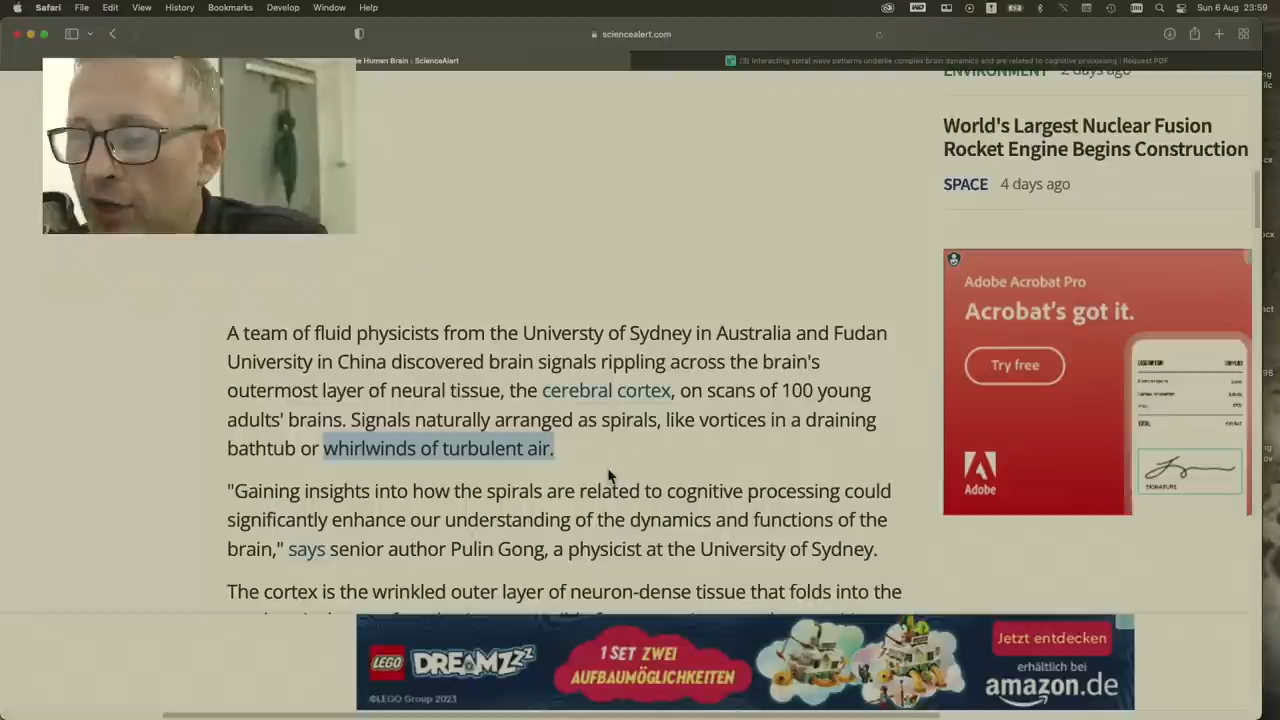 Safari File Edit View History Bookmarks Develop Window Help
Sun 6 Aug 23:59
sciencealert.com
e Human Brain : ScienceAlert
(3) Interacting spiral wave patterns underlie complex brain dynamics and are related to cognitive processing | Request PDF
ENVIRONMENT 2 days ago
World's Largest Nuclear Fusion
Rocket Engine Begins Construction
SPACE 4 days ago
Adobe Acrobat Pro
Acrobat's got it.
Try free
Adobe
SIGNATURE
A team of fluid physicists from the Universty of Sydney in Australia and Fudan
University in China discovered brain signals rippling across the brain's
outermost layer of neural tissue, the cerebral cortex, on scans of 100 young
adults' brains. Signals naturally arranged as spirals, like vortices in a draining
bathtub or whirlwinds of turbulent air.
"Gaining insights into how the spirals are related to cognitive processing could
significantly enhance our understanding of the dynamics and functions of the
brain," says senior author Pulin Gong, a physicist at the University of Sydney.
The cortex is the wrinkled outer layer of neuron-dense tissue that folds into the
LEGO DREAMZzz
©LEGO Group 2023
1 SET ZWEI
AUFBAUMÖGLICHKEITEN
Jetzt entdecken
erhältlich bei
amazon.de